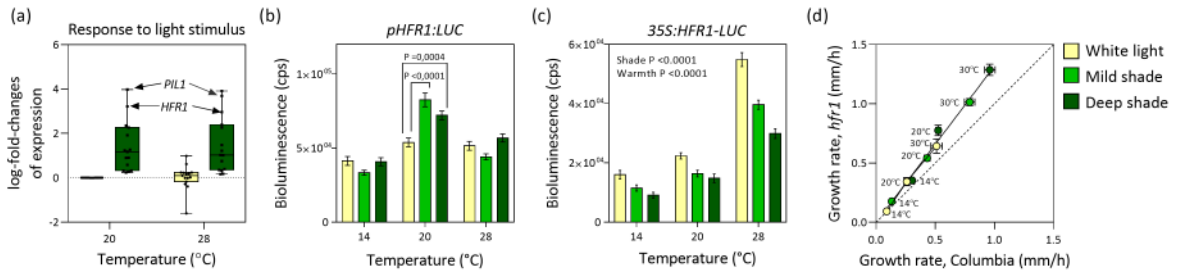 (a)
Response to light stimulus
log-fold-changes
of expression
6
4
2
0
-2
PIL1
HFR1
20
28
Temperature (°C)
(b)
pHFR1:LUC
Bioluminescence (cps)
1×10⁰⁵
5×10⁰⁴
0
P =0,0004
P <0,0001
14
20
28
Temperature (°C)
(c)
35S:HFR1-LUC
Bioluminescence (cps)
6×10⁰⁴
4×10⁰⁴
2×10⁰⁴
0
Shade P <0.0001
Warmth P <0.0001
14
20
28
Temperature (°C)
(d)
Growth rate, hfr1 (mm/h)
1.5
1.0
0.5
0.0
30°C
30°C
20°C
30°C
20°C
20°C
14°C
14°C
14°C
0.0
0.5
1.0
1.5
Growth rate, Columbia (mm/h)
White light
Mild shade
Deep shade